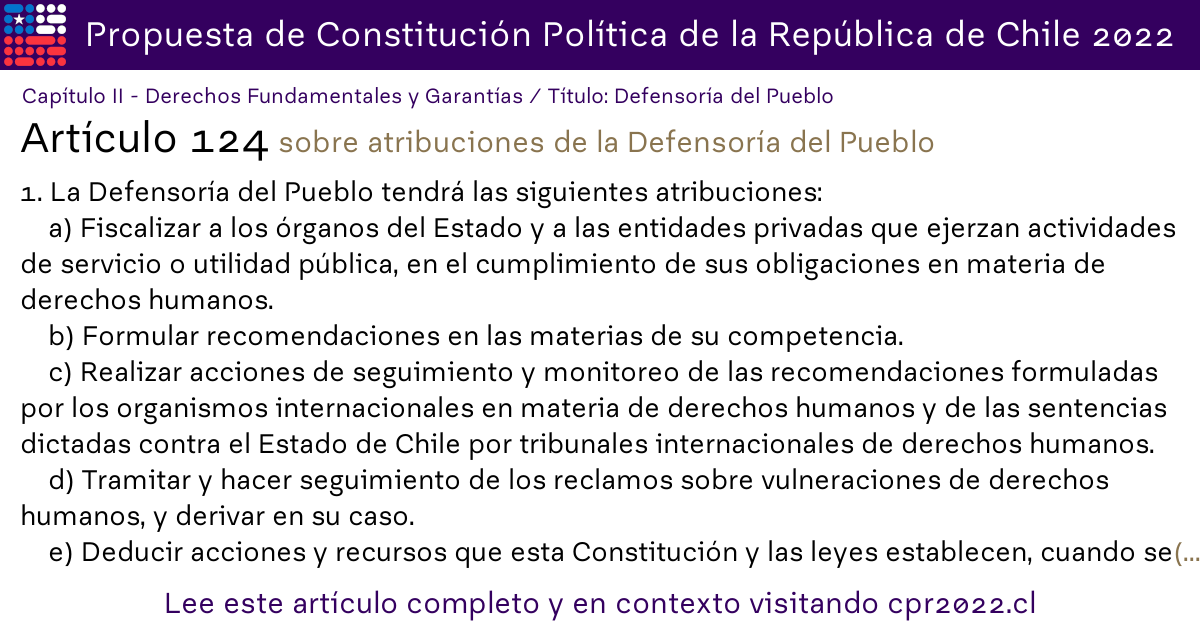 Propuesta de Constitución Política de la República de Chile 2022
Capítulo II - Derechos Fundamentales y Garantías / Título: Defensoría del Pueblo
Artículo 124 sobre atribuciones de la Defensoría del Pueblo
1. La Defensoría del Pueblo tendrá las siguientes atribuciones:
a) Fiscalizar a los órganos del Estado y a las entidades privadas que ejerzan actividades
de servicio o utilidad pública, en el cumplimiento de sus obligaciones en materia de
derechos humanos.
b) Formular recomendaciones en las materias de su competencia.
c) Realizar acciones de seguimiento y monitoreo de las recomendaciones formuladas
por los organismos internacionales en materia de derechos humanos y de las sentencias
dictadas contra el Estado de Chile por tribunales internacionales de derechos humanos.
d) Tramitar y hacer seguimiento de los reclamos sobre vulneraciones de derechos
humanos, y derivar en su caso.
e) Deducir acciones y recursos que esta Constitución y las leyes establecen, cuando se(...
Lee este artículo completo y en contexto visitando cpr2022.cl